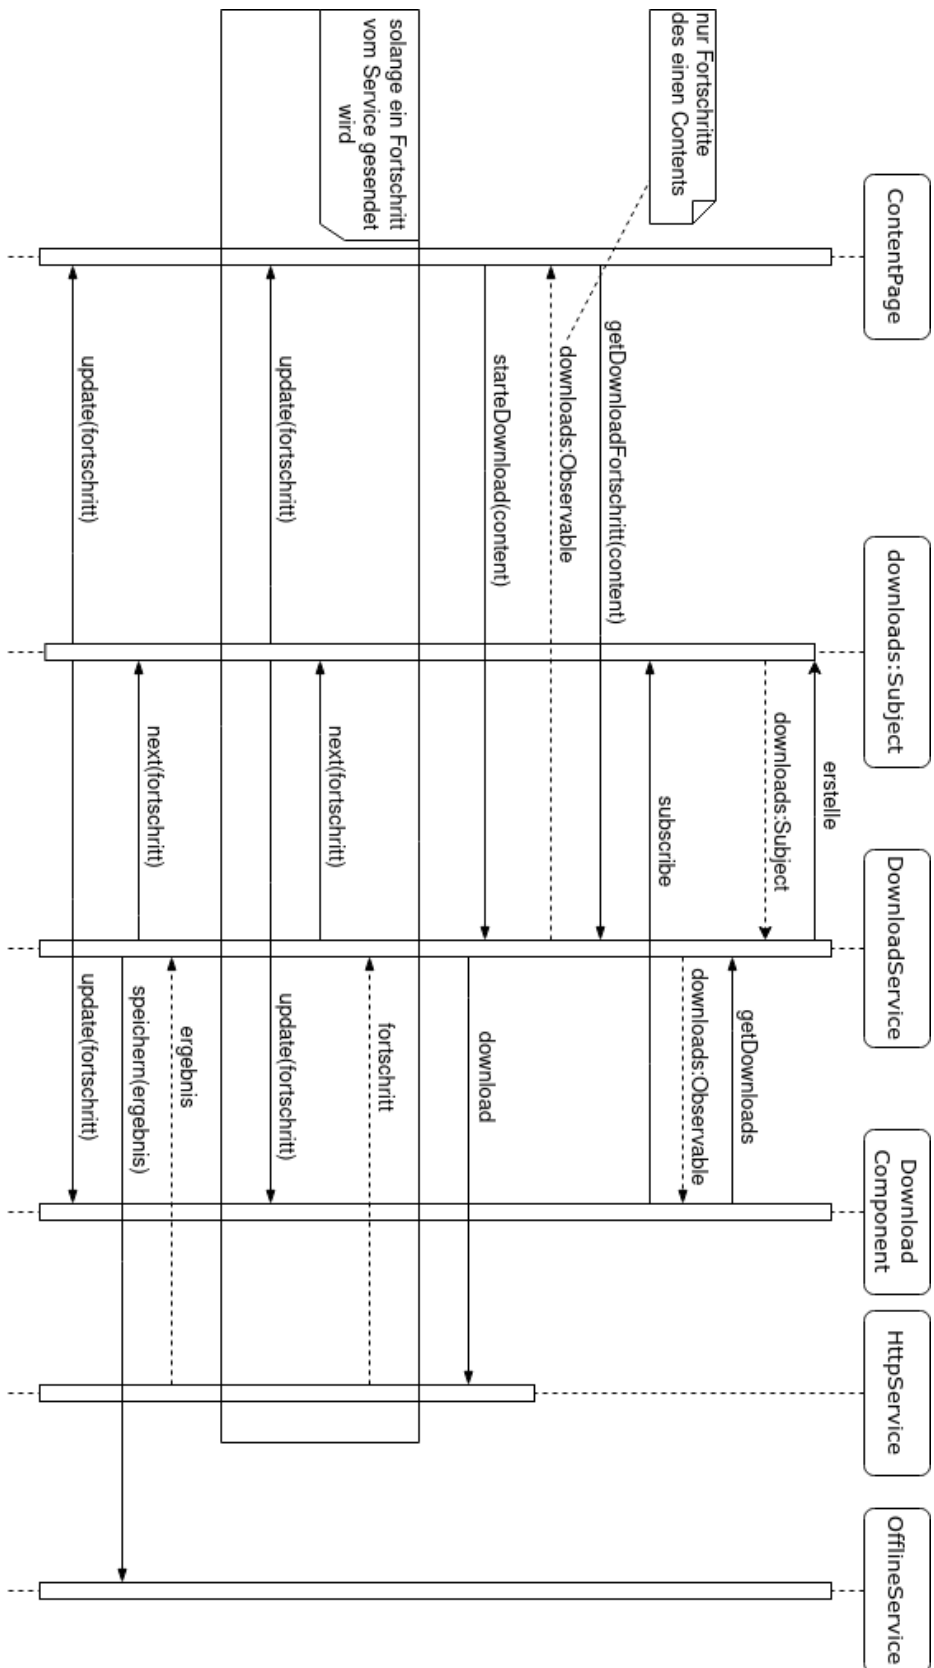 ContentPage
downloads::Subject
DownloadService
Download
Component
HttpService
OfflineService
erstelle
downloads:Subject
getDownloads
downloads:Observable
nur Fortschritte
des einen Contents
subscribe
getDownloadFortschritt(content)
downloads:Observable
starteDownload(content)
download
solange ein Fortschritt
vom Service gesendet
wird
fortschritt
next(fortschritt)
update(fortschritt)
update(fortschritt)
ergebnis
next(fortschritt)
speichern(ergebnis)
update(fortschritt)
update(fortschritt)